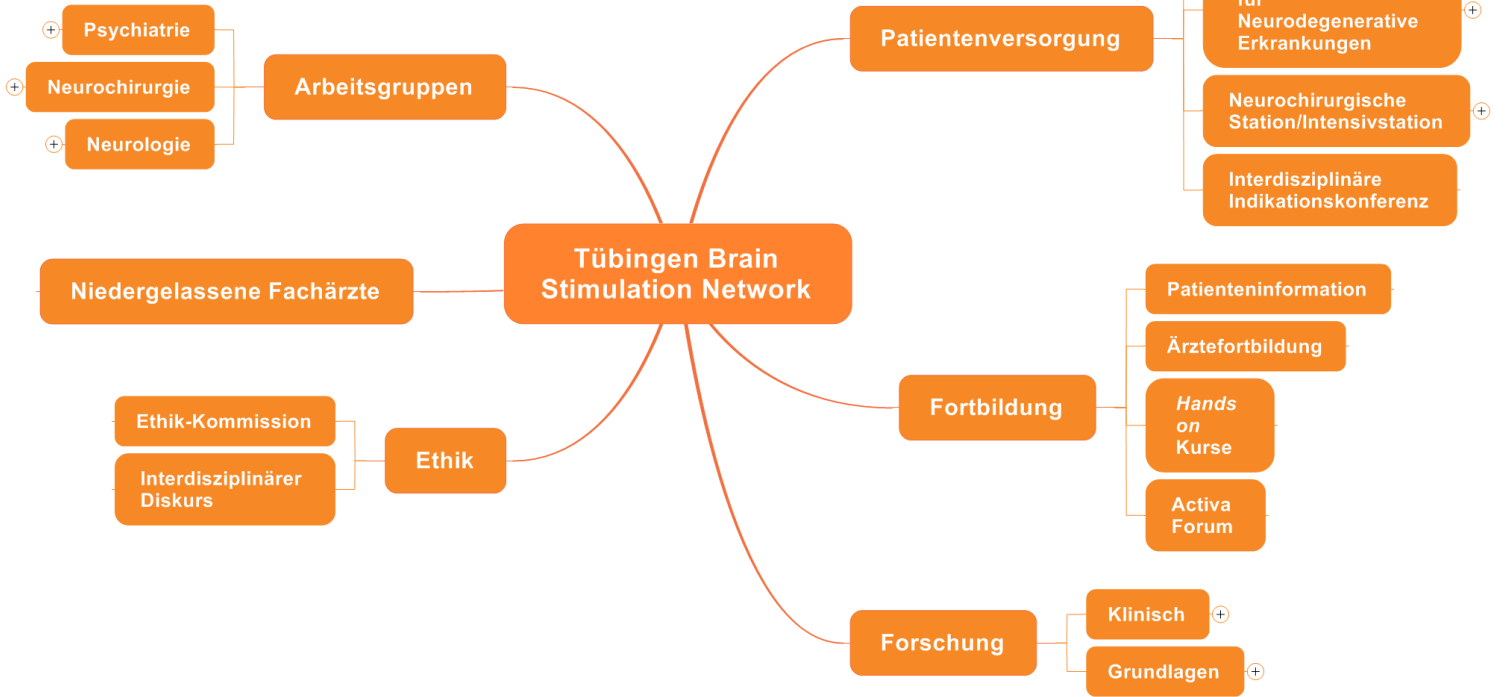 Psychiatrie
Neurochirurgie
Neurologie
Arbeitsgruppen
Niedergelassene Fachärzte
Ethik-Kommission
Interdisziplinärer
Diskurs
Ethik
Tübingen Brain
Stimulation Network
Patientenversorgung
für
Neurodegenerative
Erkrankungen
Neurochirurgische
Station/Intensivstation
Interdisziplinäre
Indikationskonferenz
Fortbildung
Patienteninformation
Ärztefortbildung
Hands
on
Kurse
Activa
Forum
Forschung
Klinisch
Grundlagen